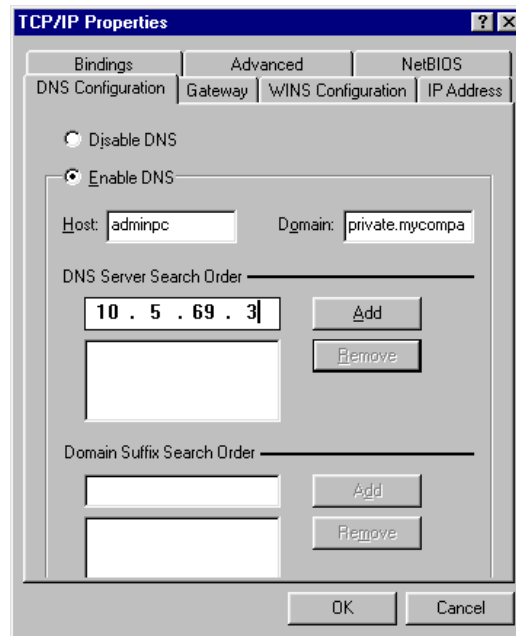 TCP/IP Properties ? X
Bindings Advanced NetBIOS
DNS Configuration Gateway WINS Configuration IP Address
Disable DNS
Enable DNS
Host: adminpc Domain: private.mycompa
DNS Server Search Order
10 . 5 . 69 . 3 Add
Remove
Domain Suffix Search Order
Add
Remove
OK Cancel